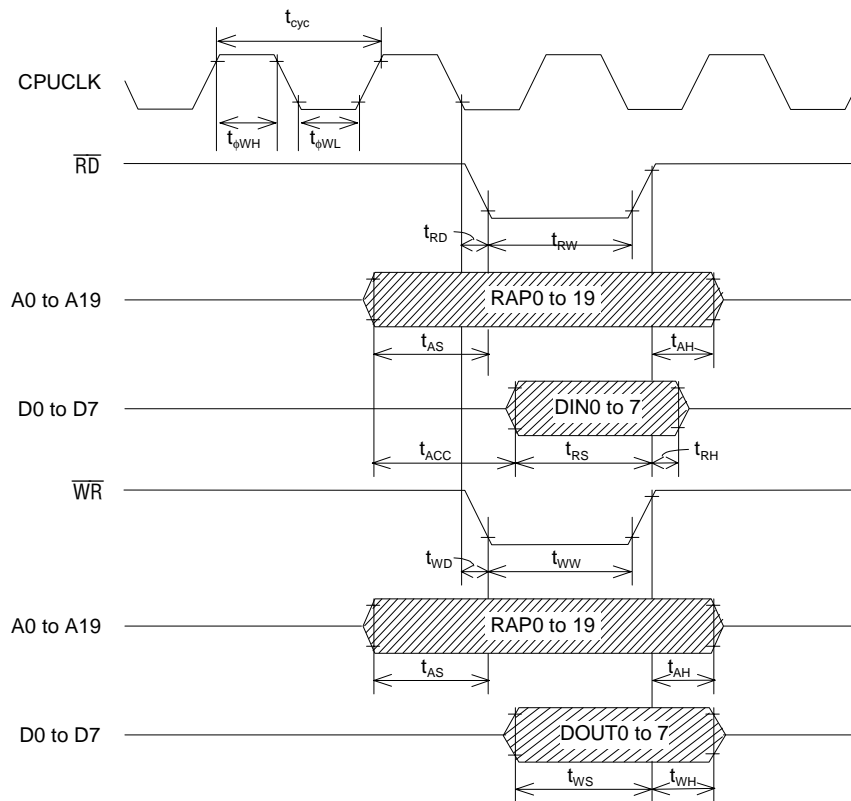 tcyc
CPUCLK
tϕWH
tϕWL
RD
tRD
tRW
A0 to A19
RAP0 to 19
tAS
tAH
D0 to D7
DIN0 to 7
tACC
tRS
tRH
WR
tWD
tWW
A0 to A19
RAP0 to 19
tAS
tAH
D0 to D7
DOUT0 to 7
tWS
tWH